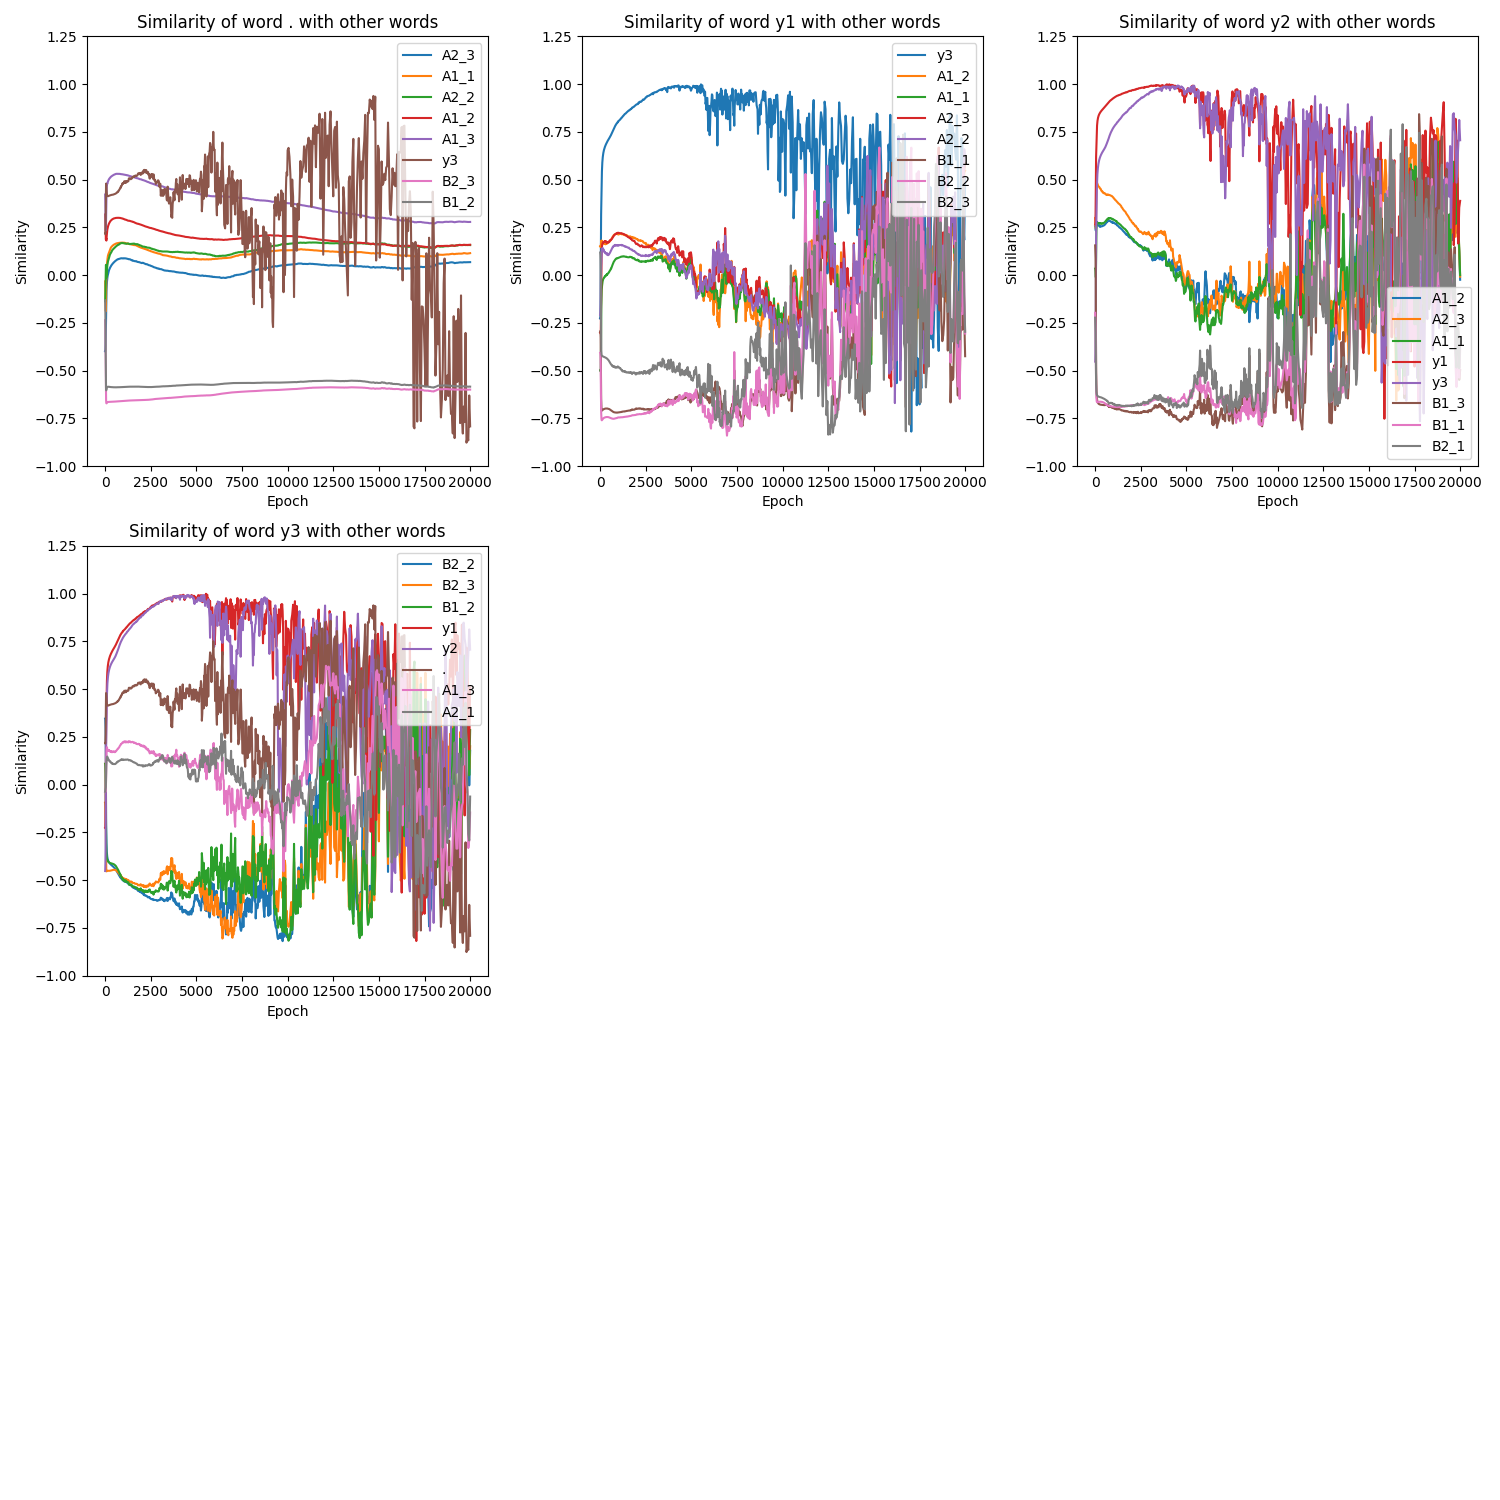 Similarity of word . with other words
1.25
1.00
0.75
0.50
0.25
0.00
−0.25
−0.50
−0.75
−1.00
Similarity
0 2500 5000 7500 10000 12500 15000 17500 20000
Epoch
A2_3
A1_1
A2_2
A1_2
A1_3
y3
B2_3
B1_2
Similarity of word y1 with other words
1.25
1.00
0.75
0.50
0.25
0.00
−0.25
−0.50
−0.75
−1.00
Similarity
0 2500 5000 7500 10000 12500 15000 17500 20000
Epoch
y3
A1_2
A1_1
A2_3
A2_2
B1_1
B2_2
B2_3
Similarity of word y2 with other words
1.25
1.00
0.75
0.50
0.25
0.00
−0.25
−0.50
−0.75
−1.00
Similarity
0 2500 5000 7500 10000 12500 15000 17500 20000
Epoch
A1_2
A2_3
A1_1
y1
y3
B1_3
B1_1
B2_1
Similarity of word y3 with other words
1.25
1.00
0.75
0.50
0.25
0.00
−0.25
−0.50
−0.75
−1.00
Similarity
0 2500 5000 7500 10000 12500 15000 17500 20000
Epoch
B2_2
B2_3
B1_2
y1
y2
.
A1_3
A2_1